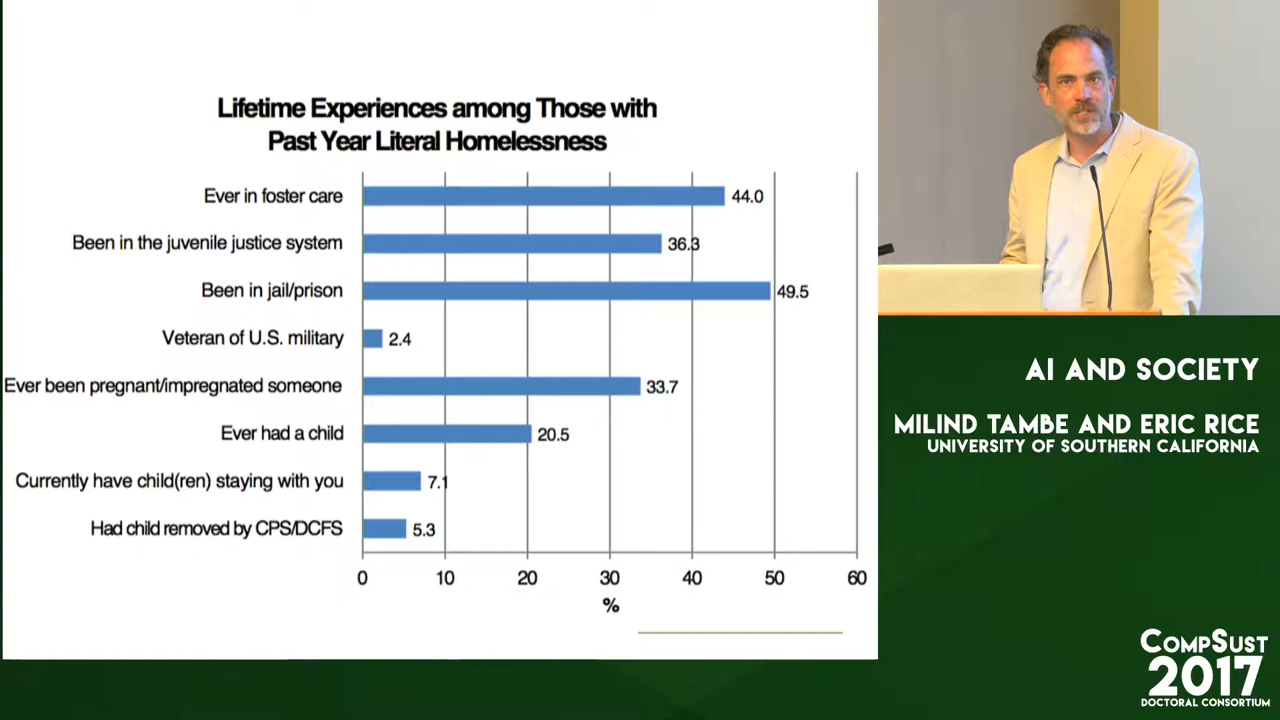 Lifetime Experiences among Those with
Past Year Literal Homelessness
Ever in foster care 44.0
Been in the juvenile justice system 36.3
Been in jail/prison 49.5
Veteran of U.S. military 2.4
Ever been pregnant/impregnated someone 33.7
Ever had a child 20.5
Currently have child(ren) staying with you 7.1
Had child removed by CPS/DCFS 5.3
0 10 20 30 40 50 60
%
AI AND SOCIETY
MILIND TAMBE AND ERIC RICE
UNIVERSITY OF SOUTHERN CALIFORNIA
COMPSUST
2017
DOCTORAL CONSORTIUM